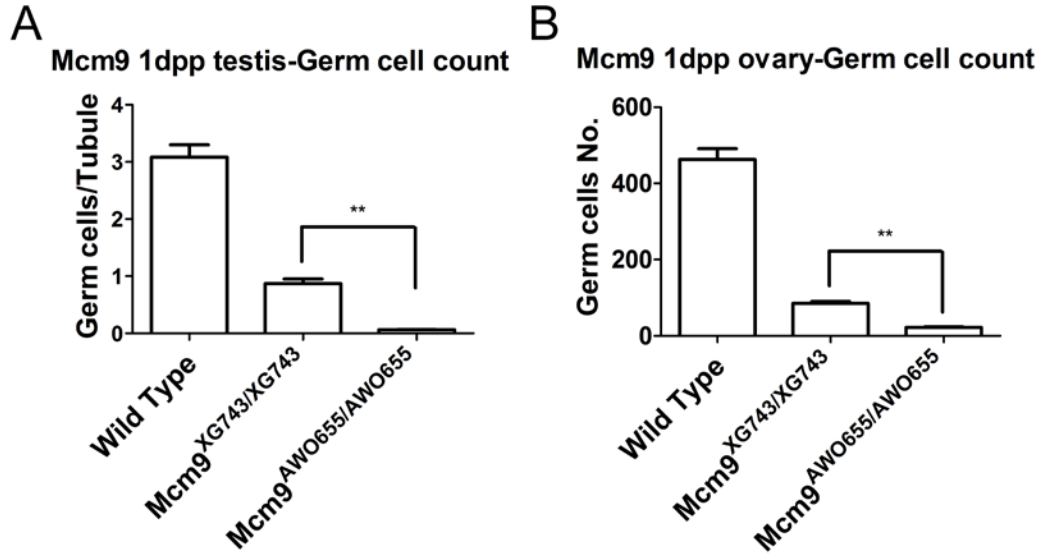 A
Mcm9 1dpp testis-Germ cell count
Germ cells/Tubule
4
3
2
1
0
**
Wild Type
Mcm9XG743/XG743
Mcm9AWO655/AWO655
B
Mcm9 1dpp ovary-Germ cell count
Germ cells No.
600
400
200
0
**
Wild Type
Mcm9XG743/XG743
Mcm9AWO655/AWO655